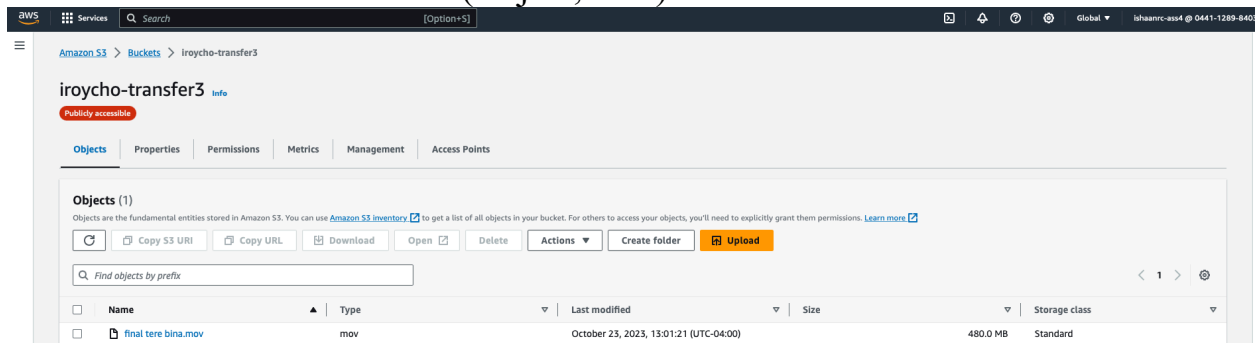 aws Services Search [Option+S] Global ▼ ishaanrc-ass4 @ 0441-1289-8403
Amazon S3 > Buckets > iroycho-transfer3
iroycho-transfer3 Info
Publicly accessible
Objects Properties Permissions Metrics Management Access Points
Objects (1)
Objects are the fundamental entities stored in Amazon S3. You can use Amazon S3 inventory to get a list of all objects in your bucket. For others to access your objects, you'll need to explicitly grant them permissions. Learn more
Copy S3 URI Copy URL Download Open Delete Actions ▼ Create folder Upload
Find objects by prefix < 1 >
Name ▲ Type Last modified Size Storage class
final tere bina.mov mov October 23, 2023, 13:01:21 (UTC-04:00) 480.0 MB Standard